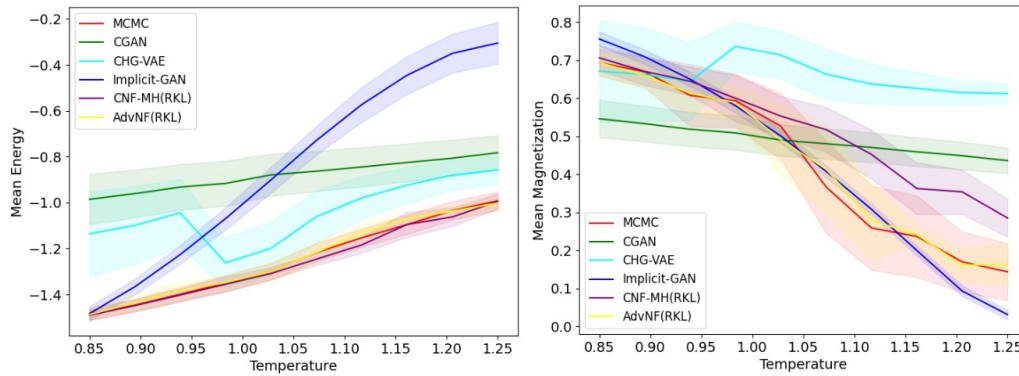 −0.2
−0.4
−0.6
−0.8
−1.0
−1.2
−1.4
Mean Energy
MCMC
CGAN
CHG-VAE
Implicit-GAN
CNF-MH(RKL)
AdvNF(RKL)
0.85 0.90 0.95 1.00 1.05 1.10 1.15 1.20 1.25
Temperature
0.8
0.7
0.6
0.5
0.4
0.3
0.2
0.1
0.0
Mean Magnetization
MCMC
CGAN
CHG-VAE
Implicit-GAN
CNF-MH(RKL)
AdvNF(RKL)
0.85 0.90 0.95 1.00 1.05 1.10 1.15 1.20 1.25
Temperature